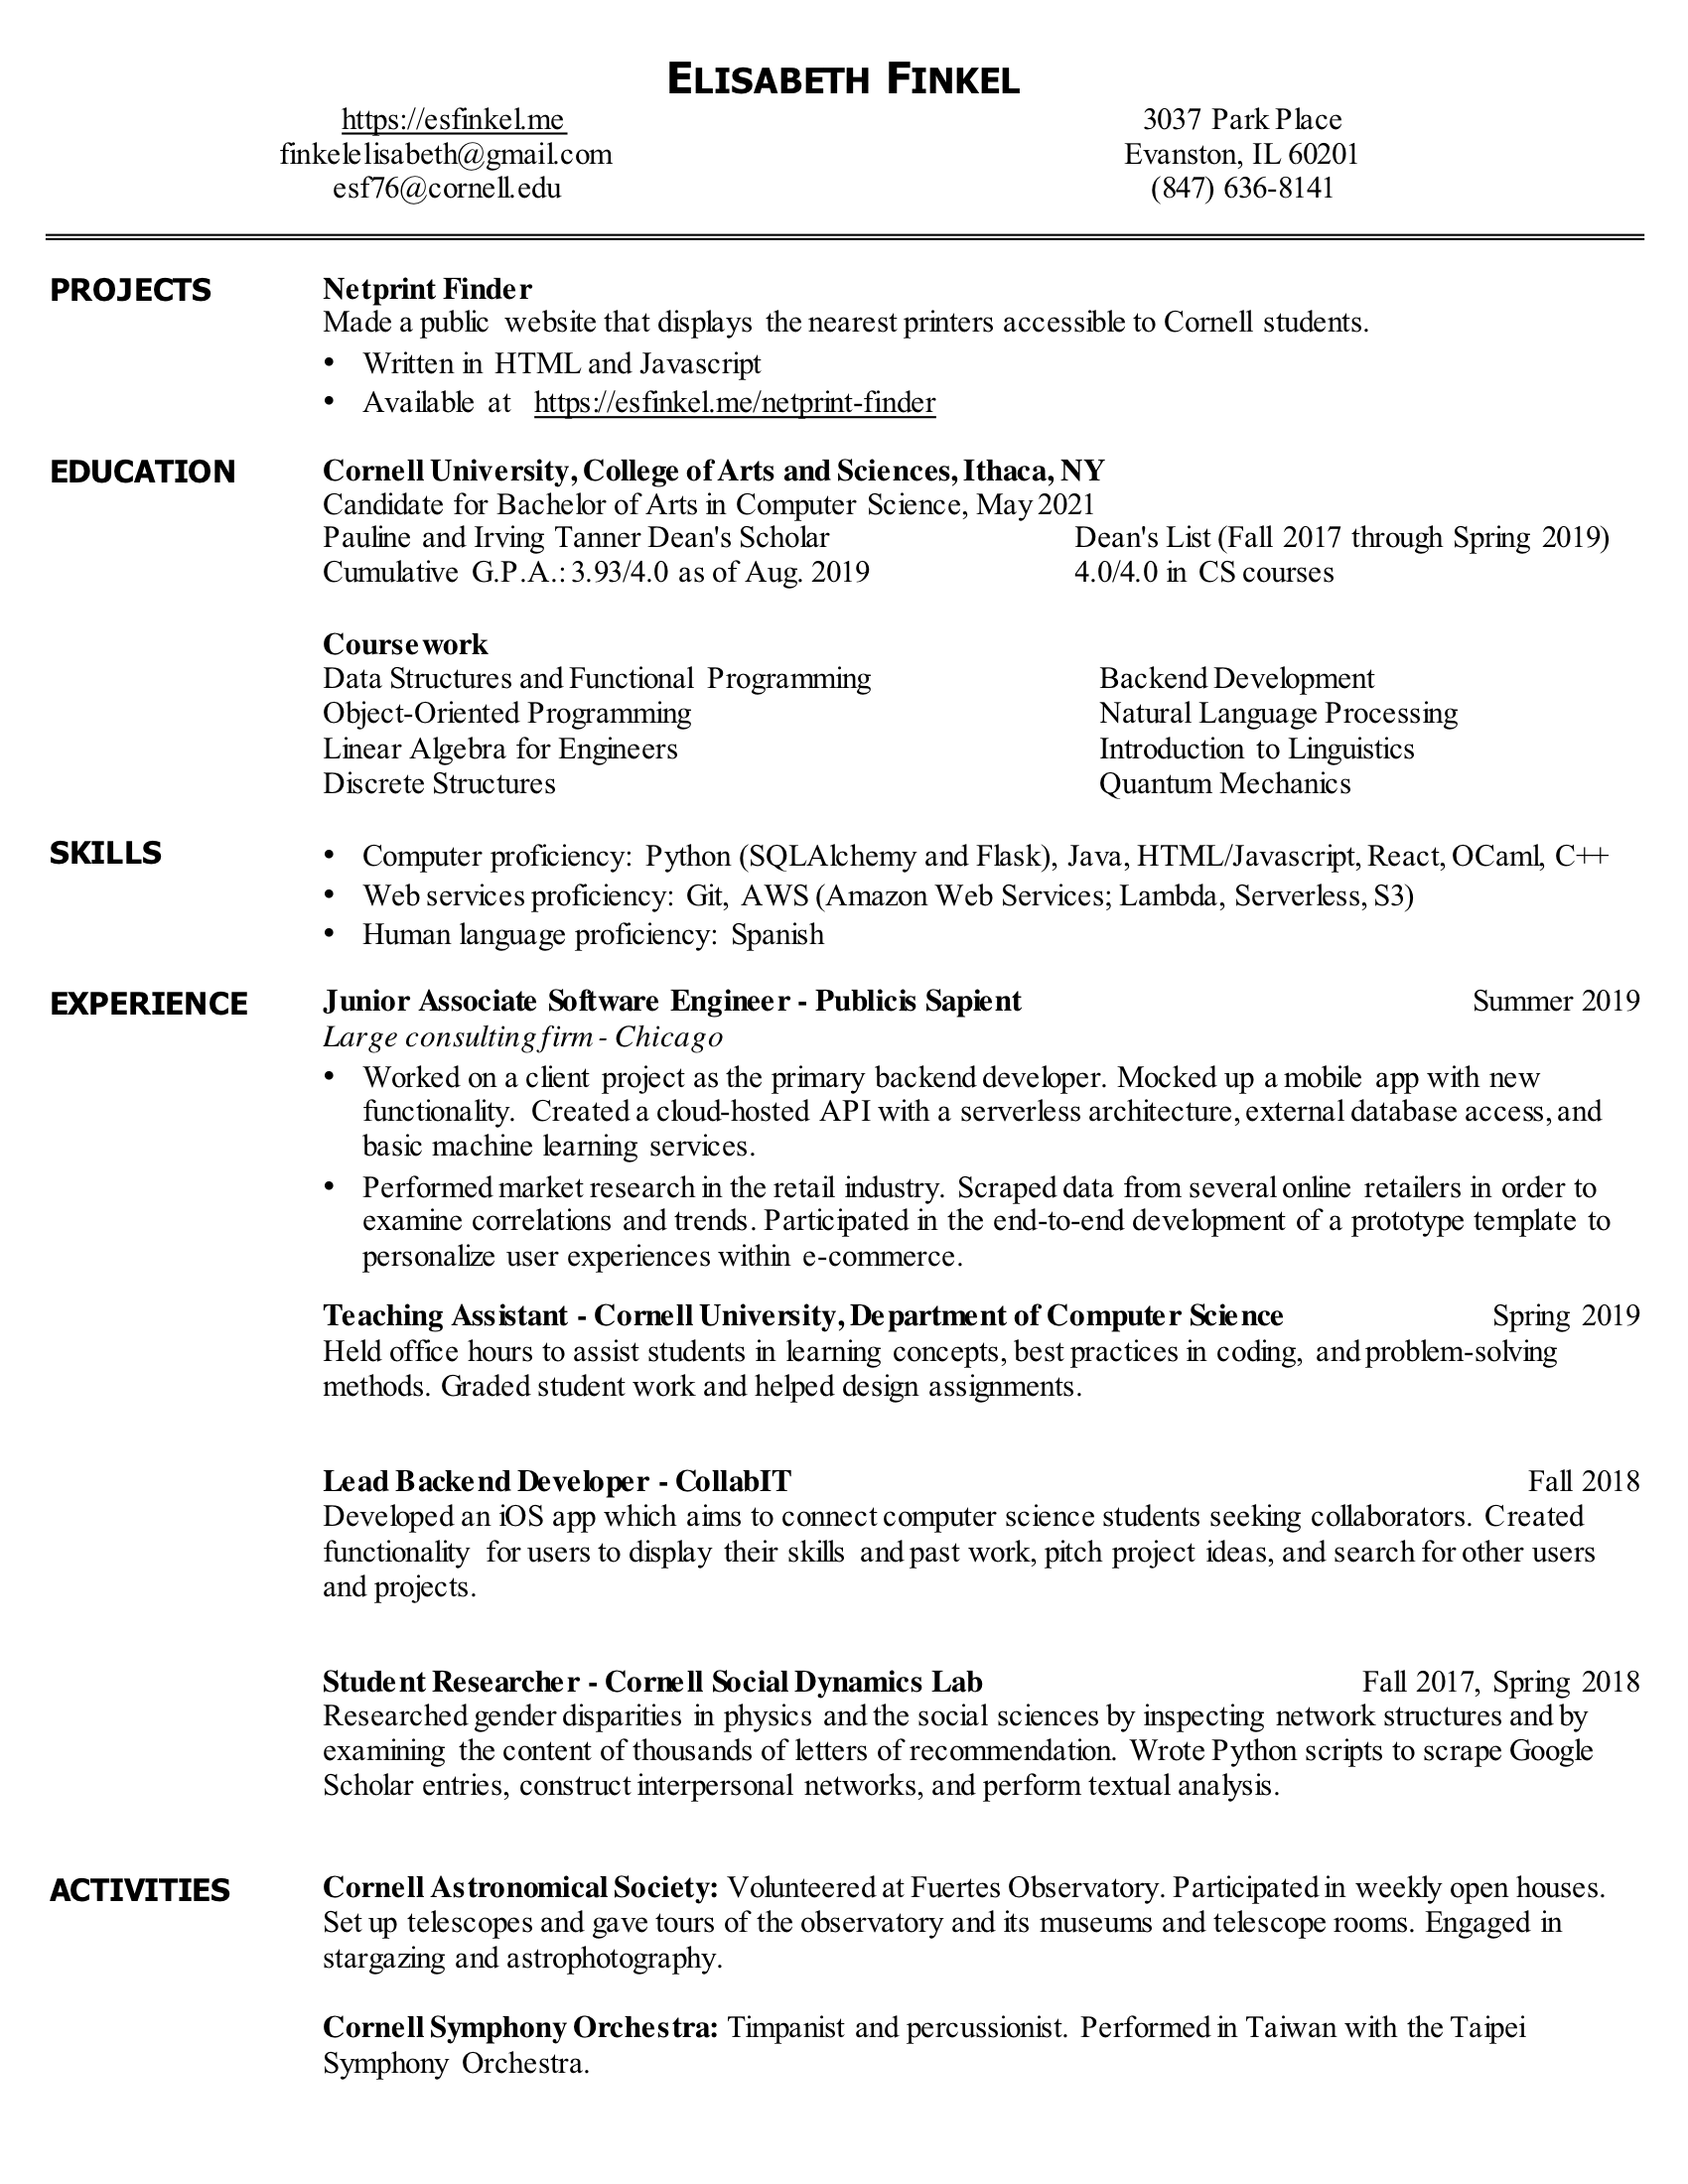 ELISABETH FINKEL
https://esfinkel.me
finkelelisabeth@gmail.com
esf76@cornell.edu
3037 Park Place
Evanston, IL 60201
(847) 636-8141
PROJECTS
Netprint Finder
Made a public website that displays the nearest printers accessible to Cornell students.
• Written in HTML and Javascript
• Available at https://esfinkel.me/netprint-finder
EDUCATION
Cornell University, College of Arts and Sciences, Ithaca, NY
Candidate for Bachelor of Arts in Computer Science, May 2021
Pauline and Irving Tanner Dean's Scholar Dean's List (Fall 2017 through Spring 2019)
Cumulative G.P.A.: 3.93/4.0 as of Aug. 2019 4.0/4.0 in CS courses
Coursework
Data Structures and Functional Programming Backend Development
Object-Oriented Programming Natural Language Processing
Linear Algebra for Engineers Introduction to Linguistics
Discrete Structures Quantum Mechanics
SKILLS
• Computer proficiency: Python (SQLAlchemy and Flask), Java, HTML/Javascript, React, OCaml, C++
• Web services proficiency: Git, AWS (Amazon Web Services; Lambda, Serverless, S3)
• Human language proficiency: Spanish
EXPERIENCE
Junior Associate Software Engineer - Publicis Sapient Summer 2019
Large consulting firm - Chicago
• Worked on a client project as the primary backend developer. Mocked up a mobile app with new
functionality. Created a cloud-hosted API with a serverless architecture, external database access, and
basic machine learning services.
• Performed market research in the retail industry. Scraped data from several online retailers in order to
examine correlations and trends. Participated in the end-to-end development of a prototype template to
personalize user experiences within e-commerce.
Teaching Assistant - Cornell University, Department of Computer Science Spring 2019
Held office hours to assist students in learning concepts, best practices in coding, and problem-solving
methods. Graded student work and helped design assignments.
Lead Backend Developer - CollabIT Fall 2018
Developed an iOS app which aims to connect computer science students seeking collaborators. Created
functionality for users to display their skills and past work, pitch project ideas, and search for other users
and projects.
Student Researcher - Cornell Social Dynamics Lab Fall 2017, Spring 2018
Researched gender disparities in physics and the social sciences by inspecting network structures and by
examining the content of thousands of letters of recommendation. Wrote Python scripts to scrape Google
Scholar entries, construct interpersonal networks, and perform textual analysis.
ACTIVITIES
Cornell Astronomical Society: Volunteered at Fuertes Observatory. Participated in weekly open houses.
Set up telescopes and gave tours of the observatory and its museums and telescope rooms. Engaged in
stargazing and astrophotography.
Cornell Symphony Orchestra: Timpanist and percussionist. Performed in Taiwan with the Taipei
Symphony Orchestra.